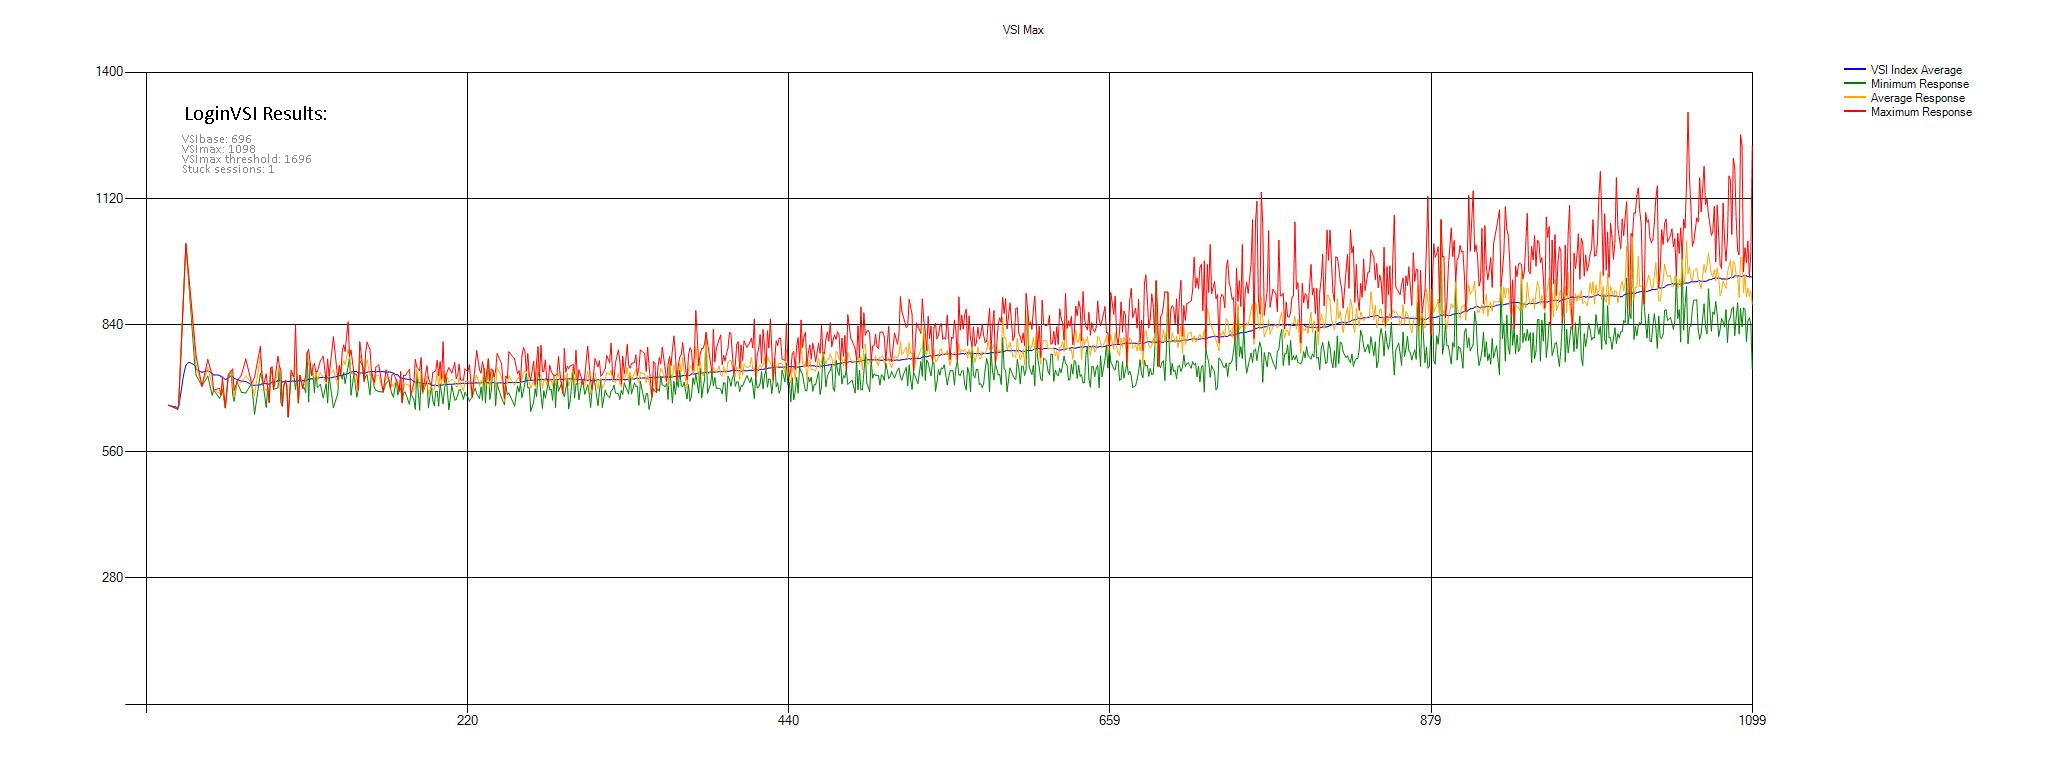 VSI Max
1400
1120
840
560
280
220
440
659
879
1099
LoginVSI Results:
VSIbase: 696
VSImax: 1098
VSImax threshold: 1696
Stuck sessions: 1
VSI Index Average
Minimum Response
Average Response
Maximum Response